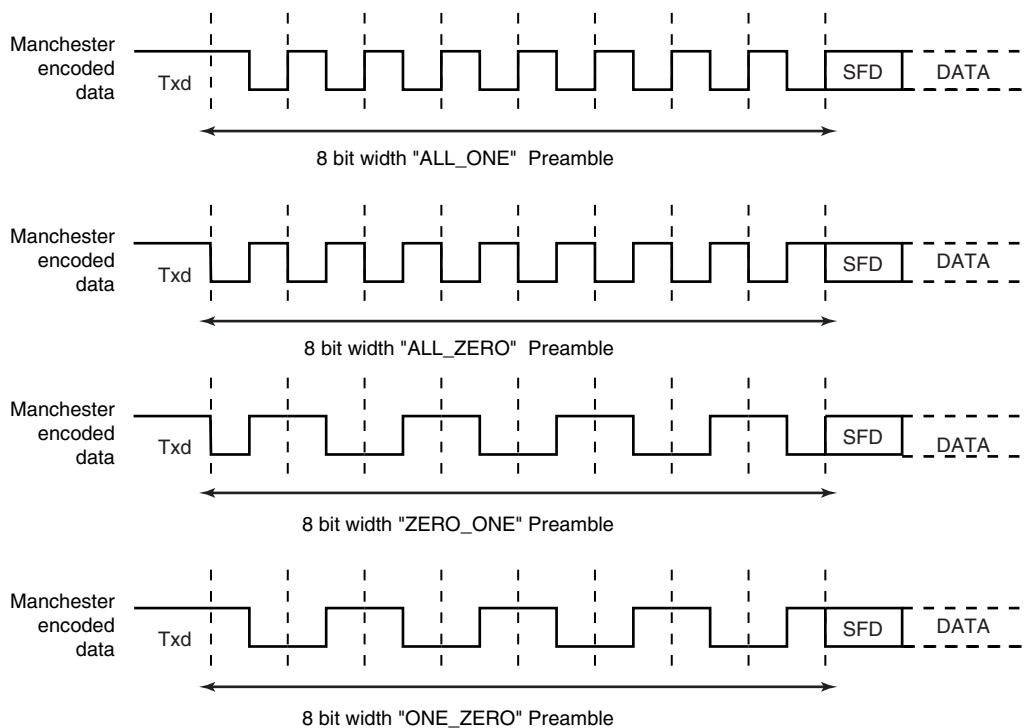 Manchester
encoded
data
Txd
SFD
DATA
8 bit width "ALL_ONE" Preamble
Manchester
encoded
data
Txd
SFD
DATA
8 bit width "ALL_ZERO" Preamble
Manchester
encoded
data
Txd
SFD
DATA
8 bit width "ZERO_ONE" Preamble
Manchester
encoded
data
Txd
SFD
DATA
8 bit width "ONE_ZERO" Preamble